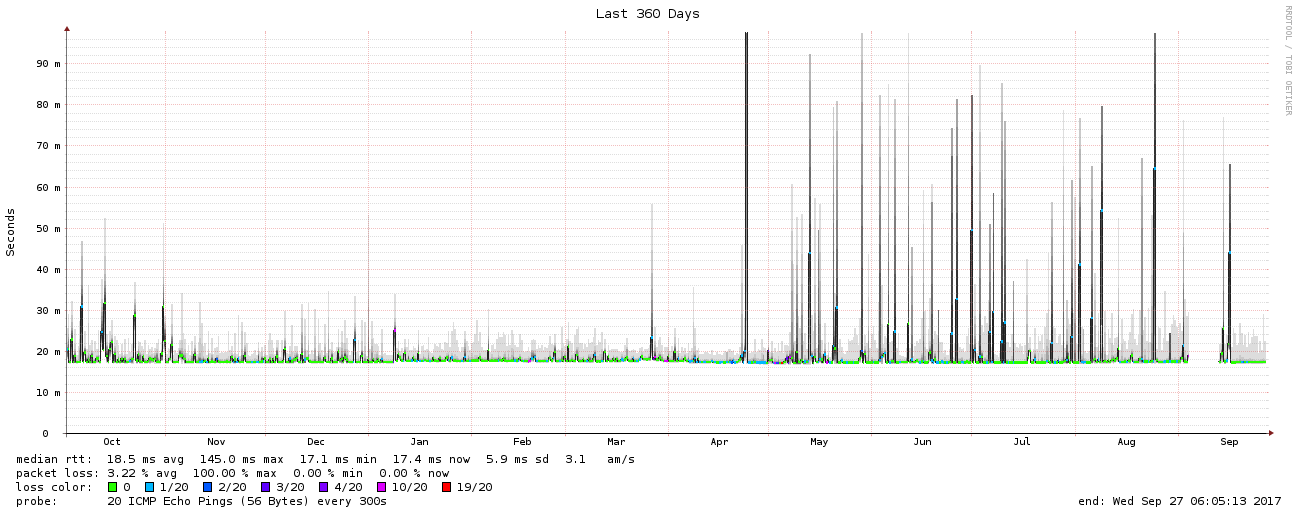 Last 360 Days
RRDTOOL / TOBI OETIKER
Seconds
90 m
80 m
70 m
60 m
50 m
40 m
30 m
20 m
10 m
0
Oct Nov Dec Jan Feb Mar Apr May Jun Jul Aug Sep
median rtt: 18.5 ms avg 145.0 ms max 17.1 ms min 17.4 ms now 5.9 ms sd 3.1 am/s
packet loss: 3.22 % avg 100.00 % max 0.00 % min 0.00 % now
loss color: 0 1/20 2/20 3/20 4/20 10/20 19/20
probe: 20 ICMP Echo Pings (56 Bytes) every 300s end: Wed Sep 27 06:05:13 2017